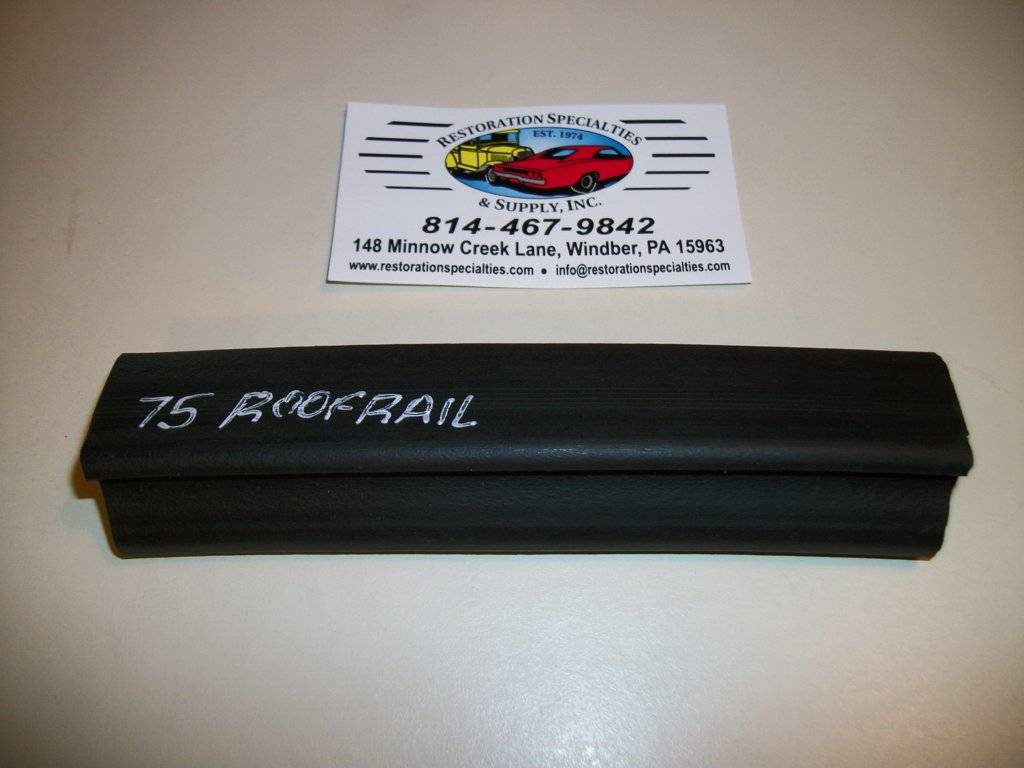 RESTORATION SPECIALTIES
EST. 1974
& SUPPLY, INC.
814-467-9842
148 Minnow Creek Lane, Windber, PA 15963
www.restorationspecialties.com • info@restorationspecialties.com
75 ROOFRAIL